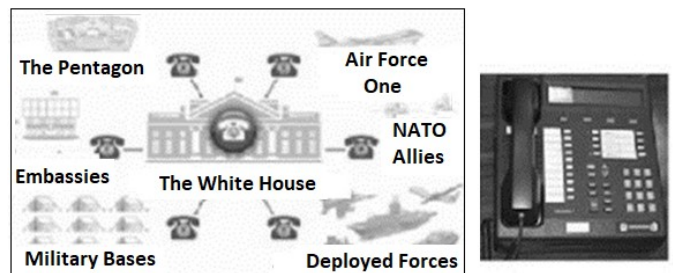 The Pentagon
Air Force
One
NATO
Allies
Embassies
The White House
Military Bases
Deployed Forces